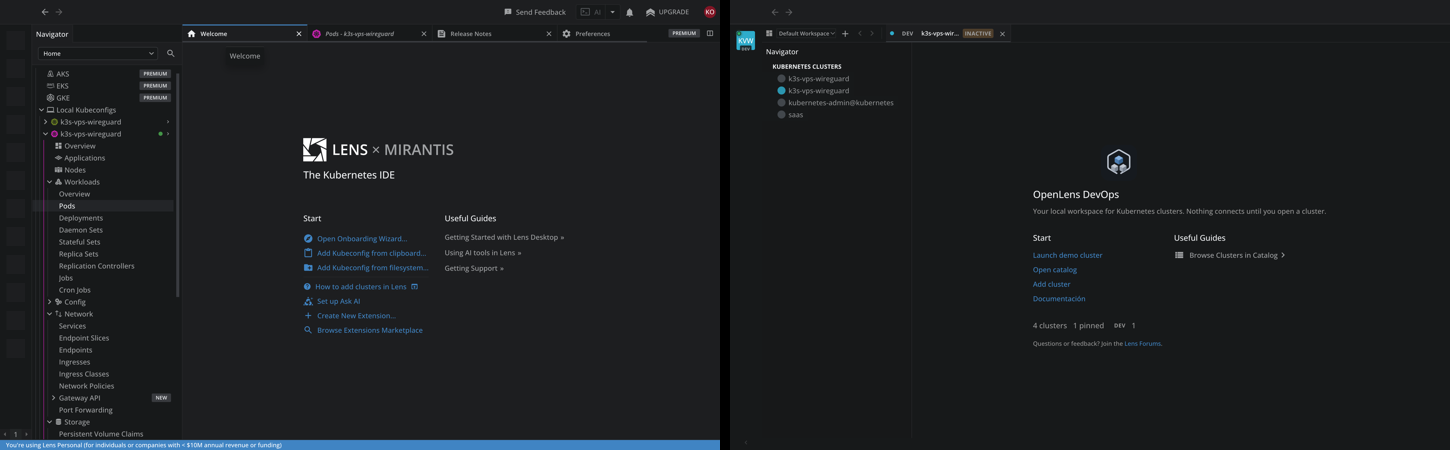 Send Feedback
AI
UPGRADE
KO
Navigator
Welcome
Pods - k3s-vps-wireguard
Release Notes
Preferences
PREMIUM
Home
Welcome
AKS PREMIUM
EKS PREMIUM
GKE PREMIUM
Local Kubeconfigs
k3s-vps-wireguard
k3s-vps-wireguard
Overview
Applications
Nodes
Workloads
Overview
Pods
Deployments
Daemon Sets
Stateful Sets
Replica Sets
Replication Controllers
Jobs
Cron Jobs
Config
Network
Services
Endpoint Slices
Endpoints
Ingresses
Ingress Classes
Network Policies
Gateway API NEW
Port Forwarding
Storage
Persistent Volume Claims
1
LENS × MIRANTIS
The Kubernetes IDE
Start
Open Onboarding Wizard...
Add Kubeconfig from clipboard...
Add Kubeconfig from filesystem...
How to add clusters in Lens
Set up Ask AI
Create New Extension...
Browse Extensions Marketplace
Useful Guides
Getting Started with Lens Desktop »
Using AI tools in Lens »
Getting Support »
You're using Lens Personal (for individuals or companies with < $10M annual revenue or funding)
KVW
DEV
Default Workspace
DEV k3s-vps-wir... INACTIVE
Navigator
KUBERNETES CLUSTERS
k3s-vps-wireguard
k3s-vps-wireguard
kubernetes-admin@kubernetes
saas
OpenLens DevOps
Your local workspace for Kubernetes clusters. Nothing connects until you open a cluster.
Start
Launch demo cluster
Open catalog
Add cluster
Documentación
Useful Guides
Browse Clusters in Catalog
4 clusters 1 pinned DEV 1
Questions or feedback? Join the Lens Forums.